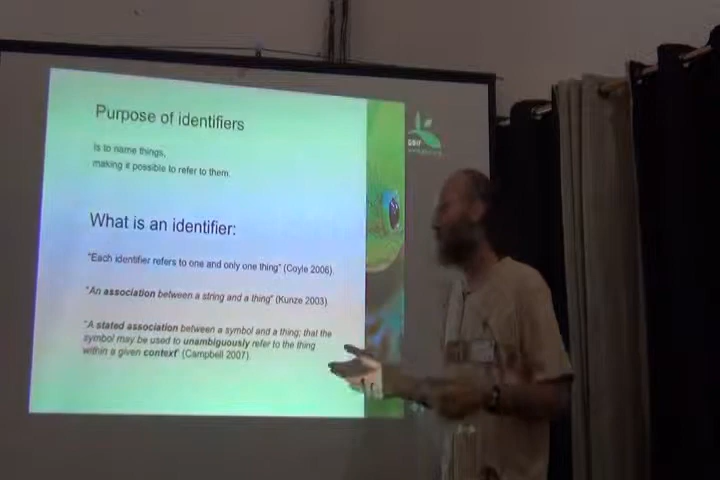 Purpose of identifiers
is to name things,
making it possible to refer to them.
What is an identifier:
"Each identifier refers to one and only one thing" (Coyle 2006).
"An association between a string and a thing" (Kunze 2003).
"A stated association between a symbol and a thing; that the
symbol may be used to unambiguously refer to the thing
within a given context" (Campbell 2007).